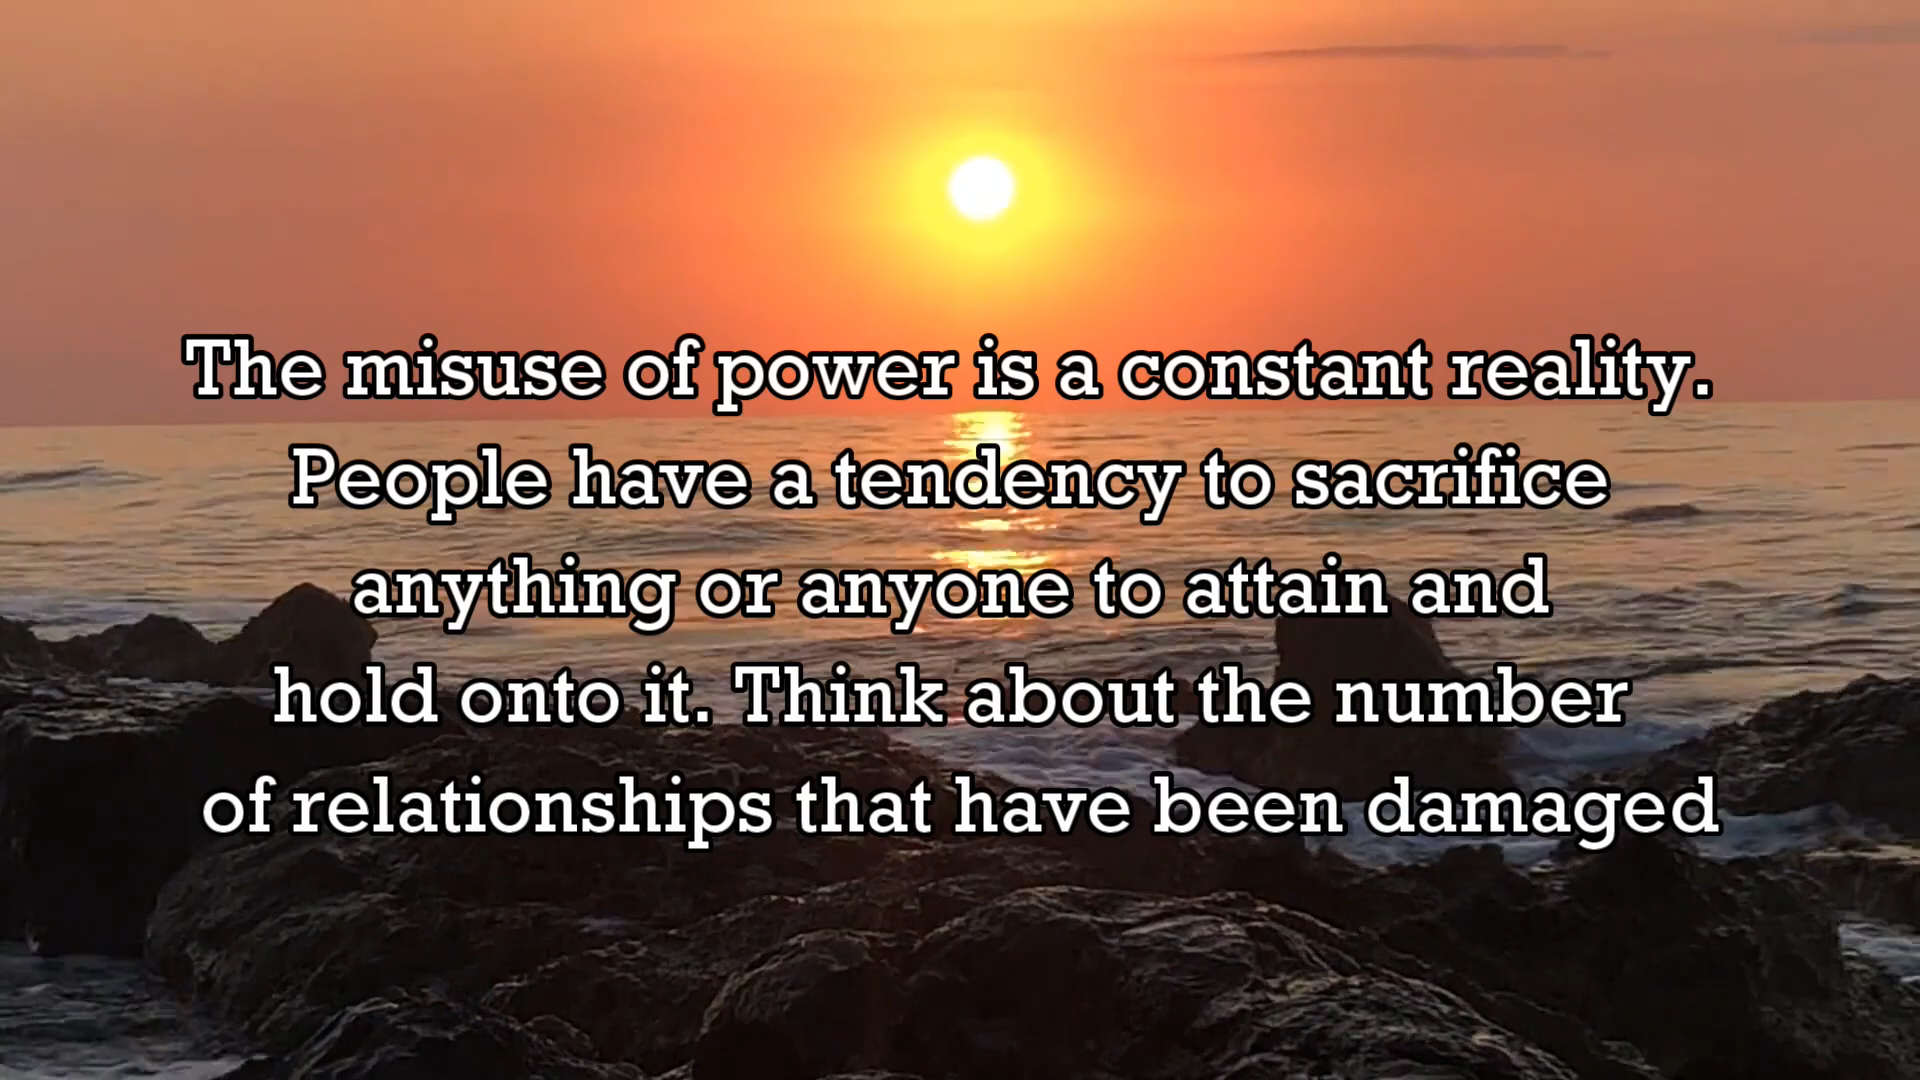 The misuse of power is a constant reality.
People have a tendency to sacrifice
anything or anyone to attain and
hold onto it. Think about the number
of relationships that have been damaged